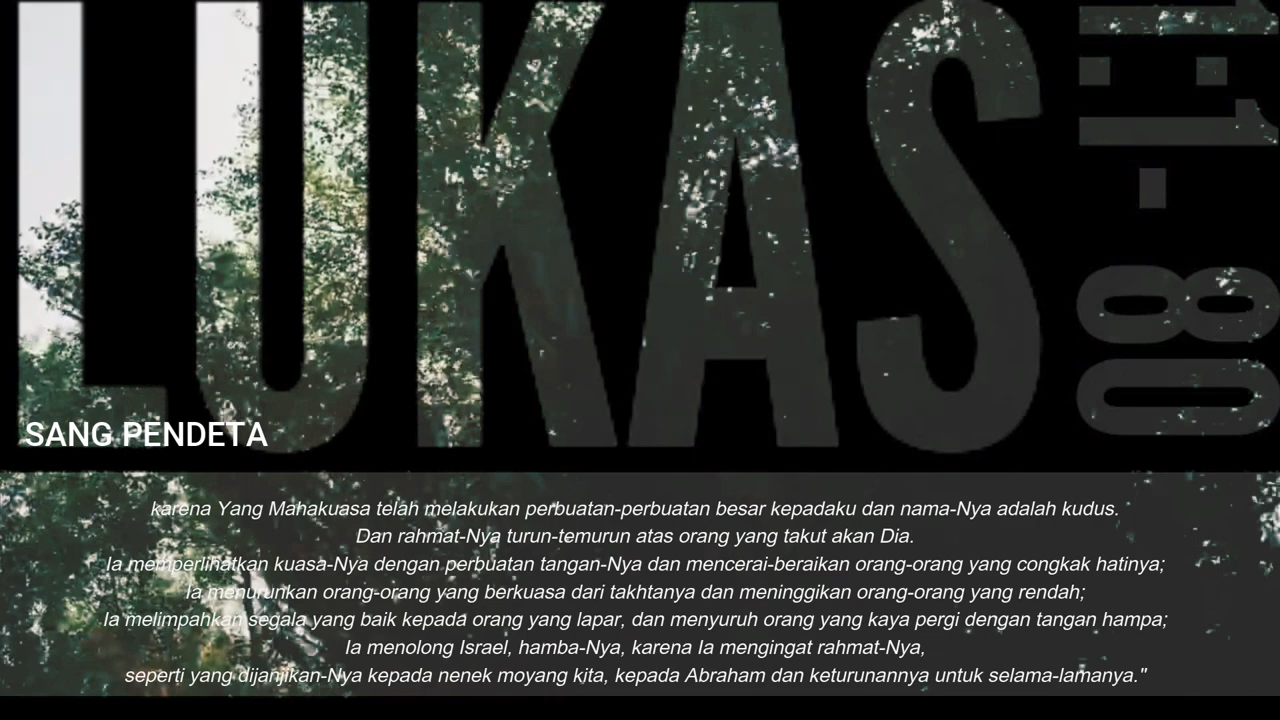 LUKAS
1:1 - 80
SANG PENDETA
karena Yang Mahakuasa telah melakukan perbuatan-perbuatan besar kepadaku dan nama-Nya adalah kudus.
Dan rahmat-Nya turun-temurun atas orang yang takut akan Dia.
Ia memperlihatkan kuasa-Nya dengan perbuatan tangan-Nya dan mencerai-beraikan orang-orang yang congkak hatinya;
Ia menurunkan orang-orang yang berkuasa dari takhtanya dan meninggikan orang-orang yang rendah;
Ia melimpahkan segala yang baik kepada orang yang lapar, dan menyuruh orang yang kaya pergi dengan tangan hampa;
Ia menolong Israel, hamba-Nya, karena Ia mengingat rahmat-Nya,
seperti yang dijanjikan-Nya kepada nenek moyang kita, kepada Abraham dan keturunannya untuk selama-lamanya."